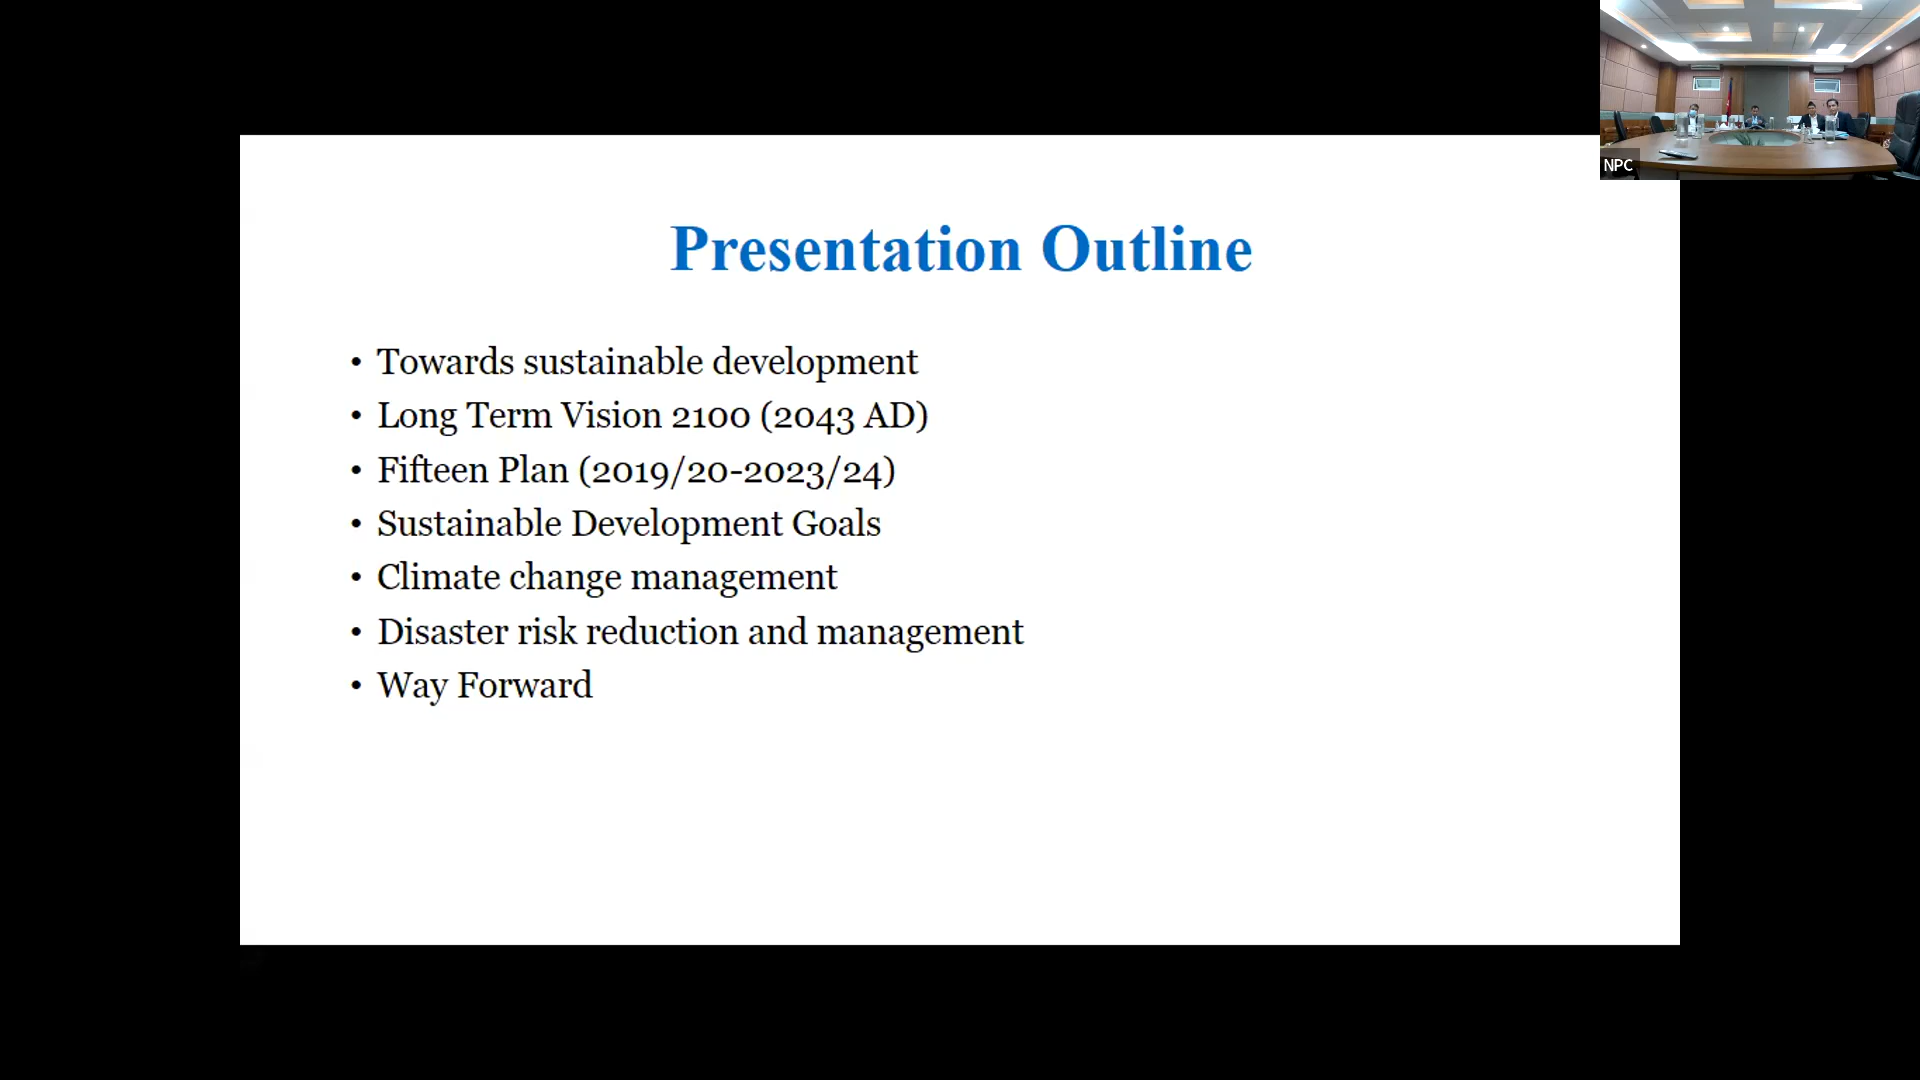 NPC
Presentation Outline
• Towards sustainable development
• Long Term Vision 2100 (2043 AD)
• Fifteen Plan (2019/20-2023/24)
• Sustainable Development Goals
• Climate change management
• Disaster risk reduction and management
• Way Forward